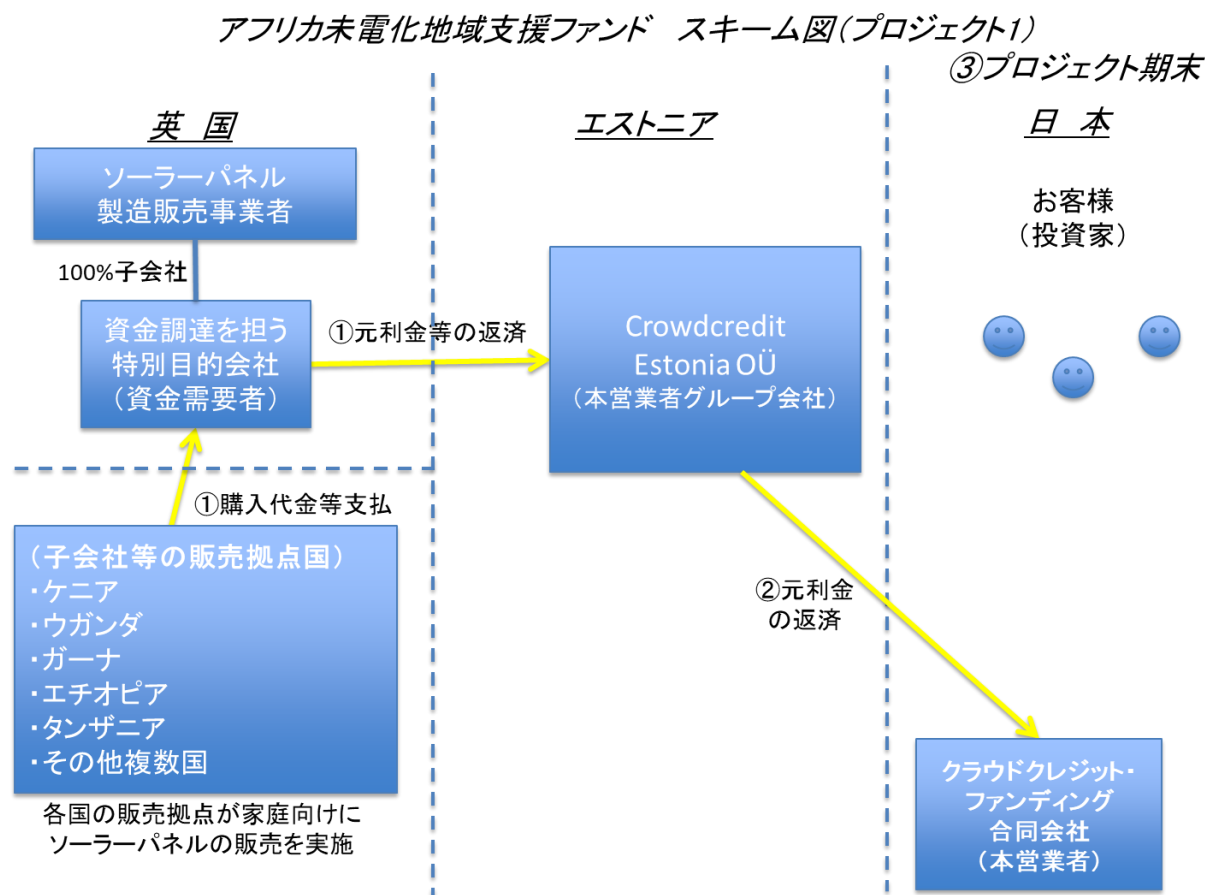 アフリカ未電化地域支援ファンド　スキーム図(プロジェクト1)
③プロジェクト期末
英　国
エストニア
日　本
ソーラーパネル
製造販売事業者
100%子会社
資金調達を担う
特別目的会社
（資金需要者）
①元利金等の返済
Crowdcredit
Estonia OÜ
（本営業者グループ会社）
お客様
（投資家）
①購入代金等支払
（子会社等の販売拠点国）
・ケニア
・ウガンダ
・ガーナ
・エチオピア
・タンザニア
・その他複数国
各国の販売拠点が家庭向けに
ソーラーパネルの販売を実施
②元利金
の返済
クラウドクレジット・
ファンディング
合同会社
（本営業者）